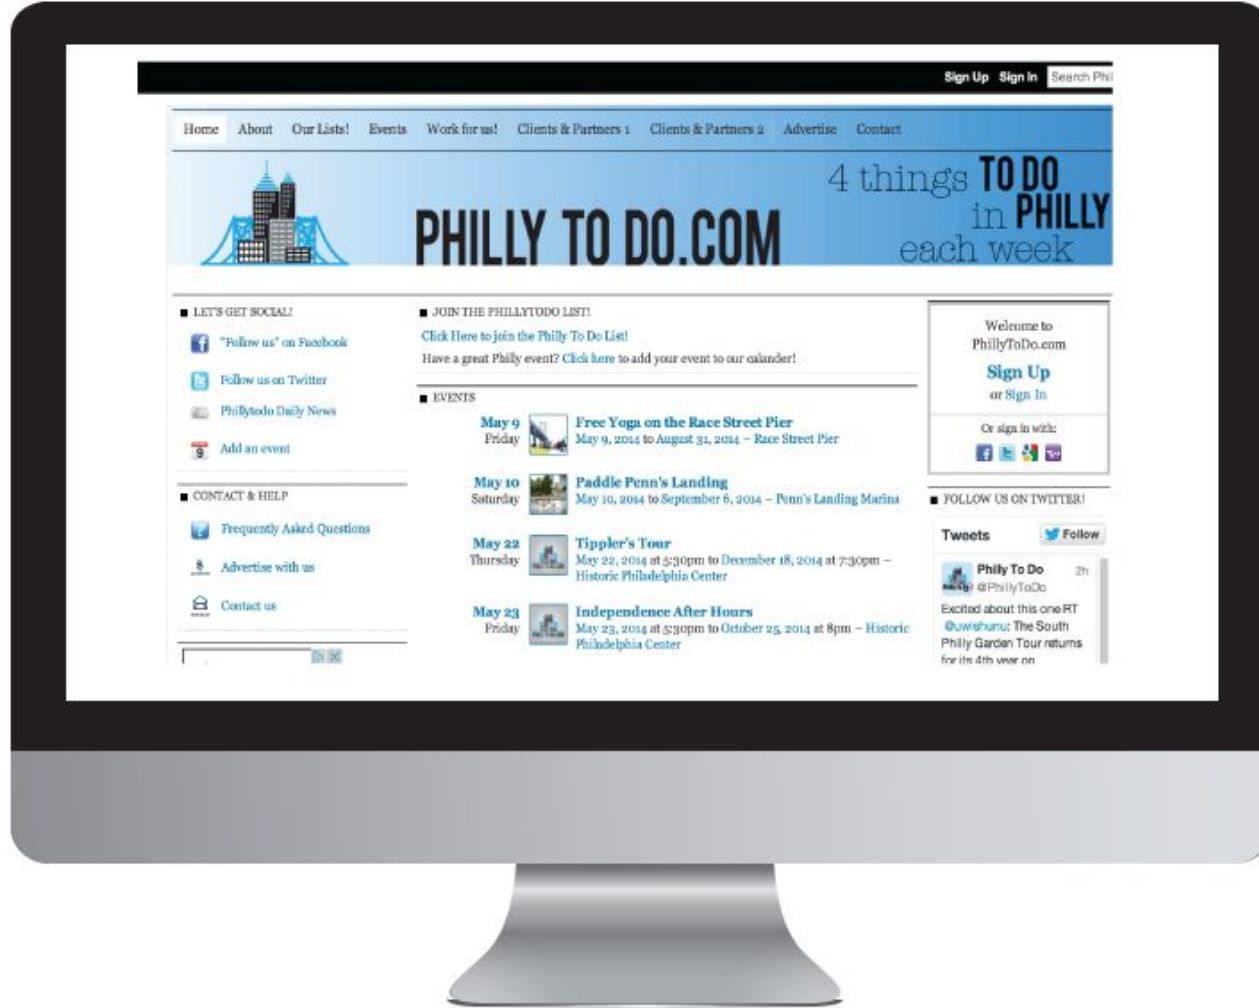 Sign Up Sign In Search Phil
Home About Our Lists! Events Work for us! Clients & Partners 1 Clients & Partners 2 Advertise Contact
PHILLY TO DO.COM
4 things TO DO
in PHILLY
each week
LET'S GET SOCIAL!
"Follow us" on Facebook
Follow us on Twitter
Phillytodo Daily News
9
Add an event
CONTACT & HELP
?
Frequently Asked Questions
$
Advertise with us
Contact us
JOIN THE PHILLYTODO LIST!
Click Here to join the Philly To Do List!
Have a great Philly event? Click here to add your event to our calander!
EVENTS
May 9
Friday
Free Yoga on the Race Street Pier
May 9, 2014 to August 31, 2014 – Race Street Pier
May 10
Saturday
Paddle Penn's Landing
May 10, 2014 to September 6, 2014 – Penn's Landing Marina
May 22
Thursday
Tippler's Tour
May 22, 2014 at 5:30pm to December 18, 2014 at 7:30pm –
Historic Philadelphia Center
May 23
Friday
Independence After Hours
May 23, 2014 at 5:30pm to October 25, 2014 at 8pm – Historic
Philadelphia Center
Welcome to
PhillyToDo.com
Sign Up
or Sign In
Or sign in with:
FOLLOW US ON TWITTER!
Tweets Follow
Philly To Do 2h
@PhillyToDo
Excited about this one RT
@uwishunu: The South
Philly Garden Tour returns
for its 4th year on